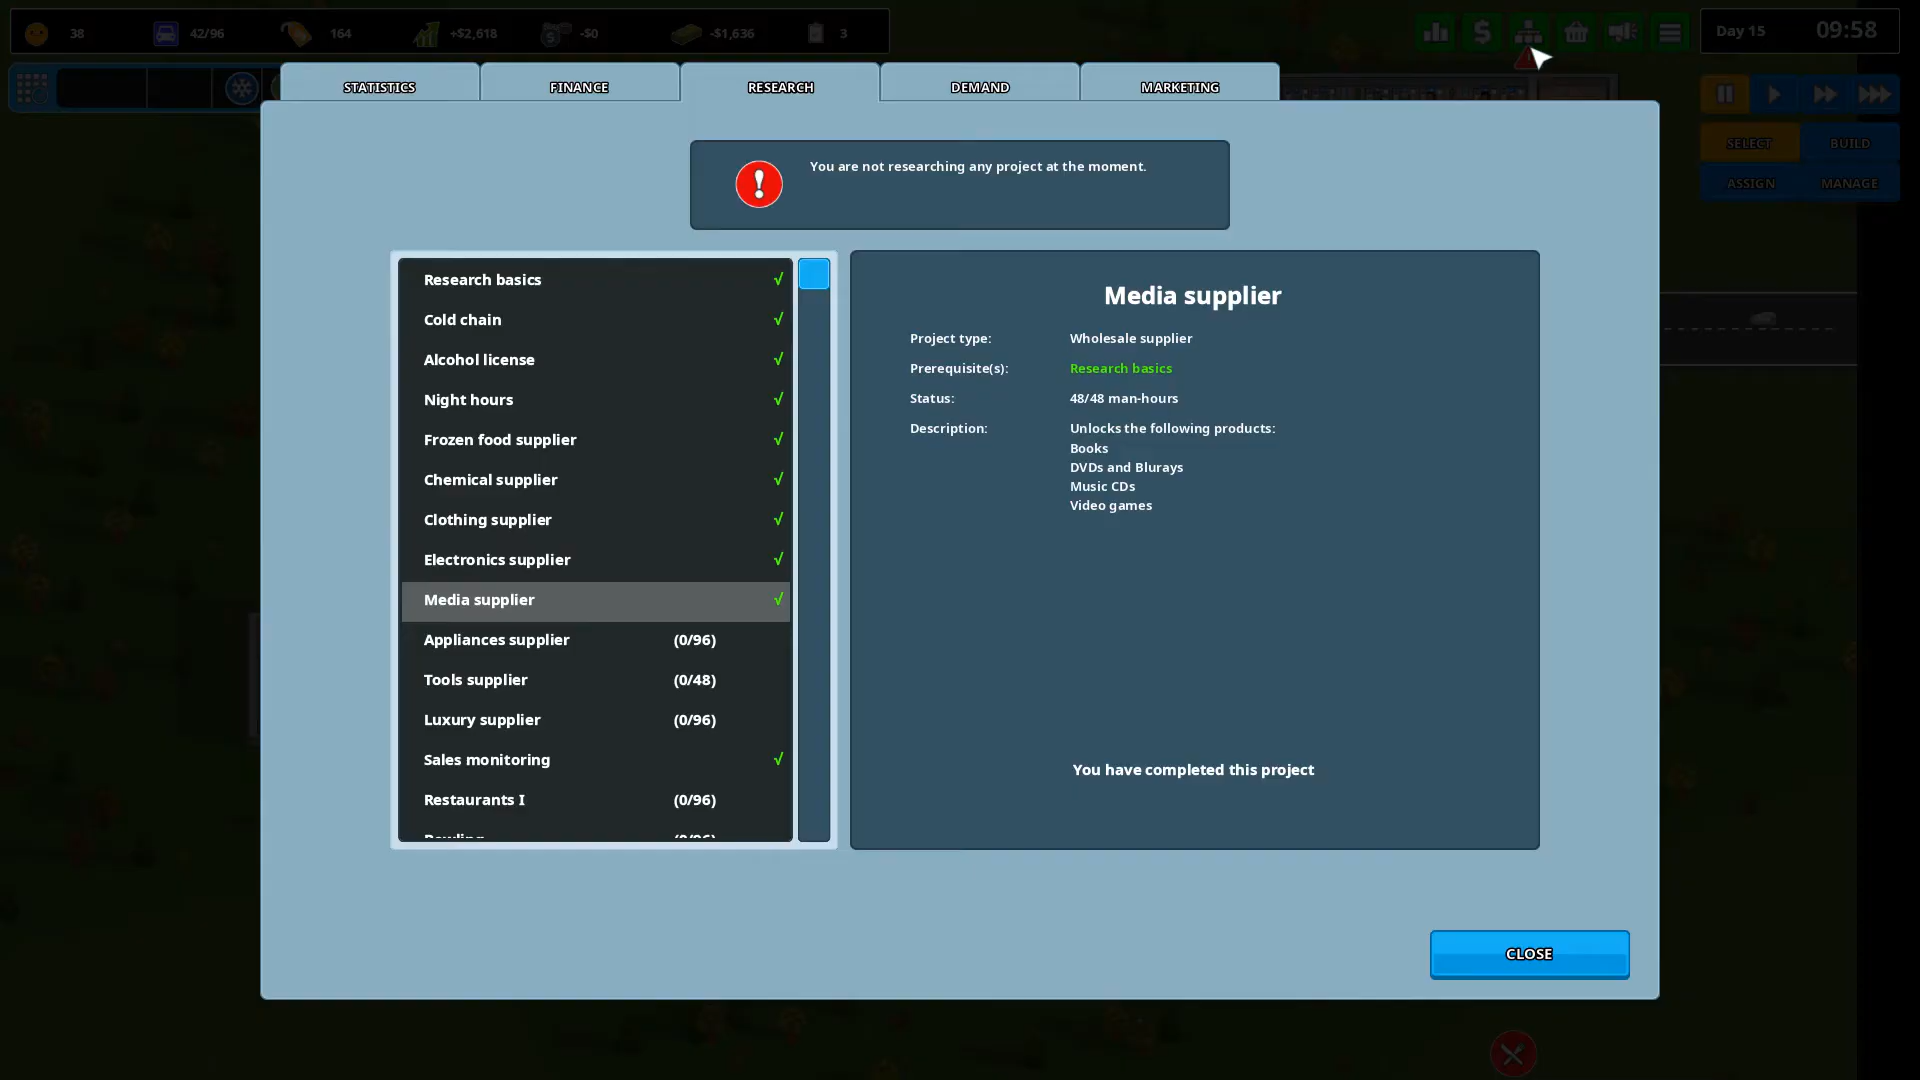 38 42/96 164 +$2,618 -$0 -$1,636 3 Day 15 09:58
STATISTICS FINANCE RESEARCH DEMAND MARKETING
SELECT BUILD
ASSIGN MANAGE
You are not researching any project at the moment.
Research basics √
Cold chain √
Alcohol license √
Night hours √
Frozen food supplier √
Chemical supplier √
Clothing supplier √
Electronics supplier √
Media supplier √
Appliances supplier (0/96)
Tools supplier (0/48)
Luxury supplier (0/96)
Sales monitoring √
Restaurants I (0/96)
Media supplier
Project type: Wholesale supplier
Prerequisite(s): Research basics
Status: 48/48 man-hours
Description: Unlocks the following products:
Books
DVDs and Blurays
Music CDs
Video games
You have completed this project
CLOSE